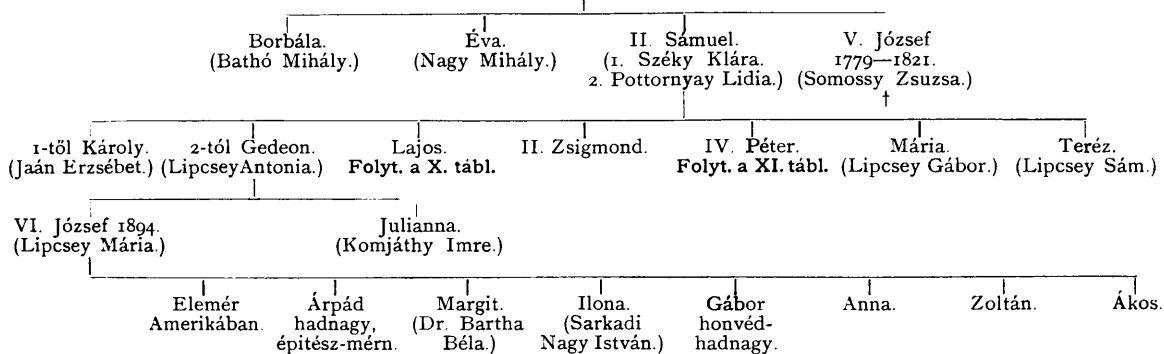 Borbála.
(Bathó Mihály.)
Éva.
(Nagy Mihály.)
II. Sámuel.
(1. Széky Klára.
2. Pottornyay Lidia.)
V. József
1779—1821.
(Somossy Zsuzsa.)
†
1-től Károly.
(Jaán Erzsébet.)
2-tól Gedeon.
(Lipcsey Antonia.)
Lajos.
Folyt. a X. tábl.
II. Zsigmond.
IV. Péter.
Folyt. a XI. tábl.
Mária.
(Lipcsey Gábor.)
Teréz.
(Lipcsey Sám.)
VI. József 1894.
(Lipcsey Mária.)
Julianna.
(Komjáthy Imre.)
Elemér
Amerikában.
Árpád
hadnagy,
épitész-mérn.
Margit.
(Dr. Bartha
Béla.)
Ilona.
(Sarkadi
Nagy István.)
Gábor
honvéd-
hadnagy.
Anna.
Zoltán.
Ákos.